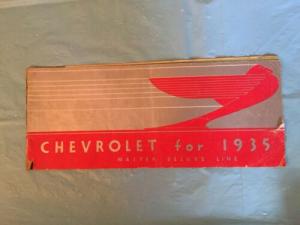 CHEVROLET for 1935
MASTER DELUXE LINE